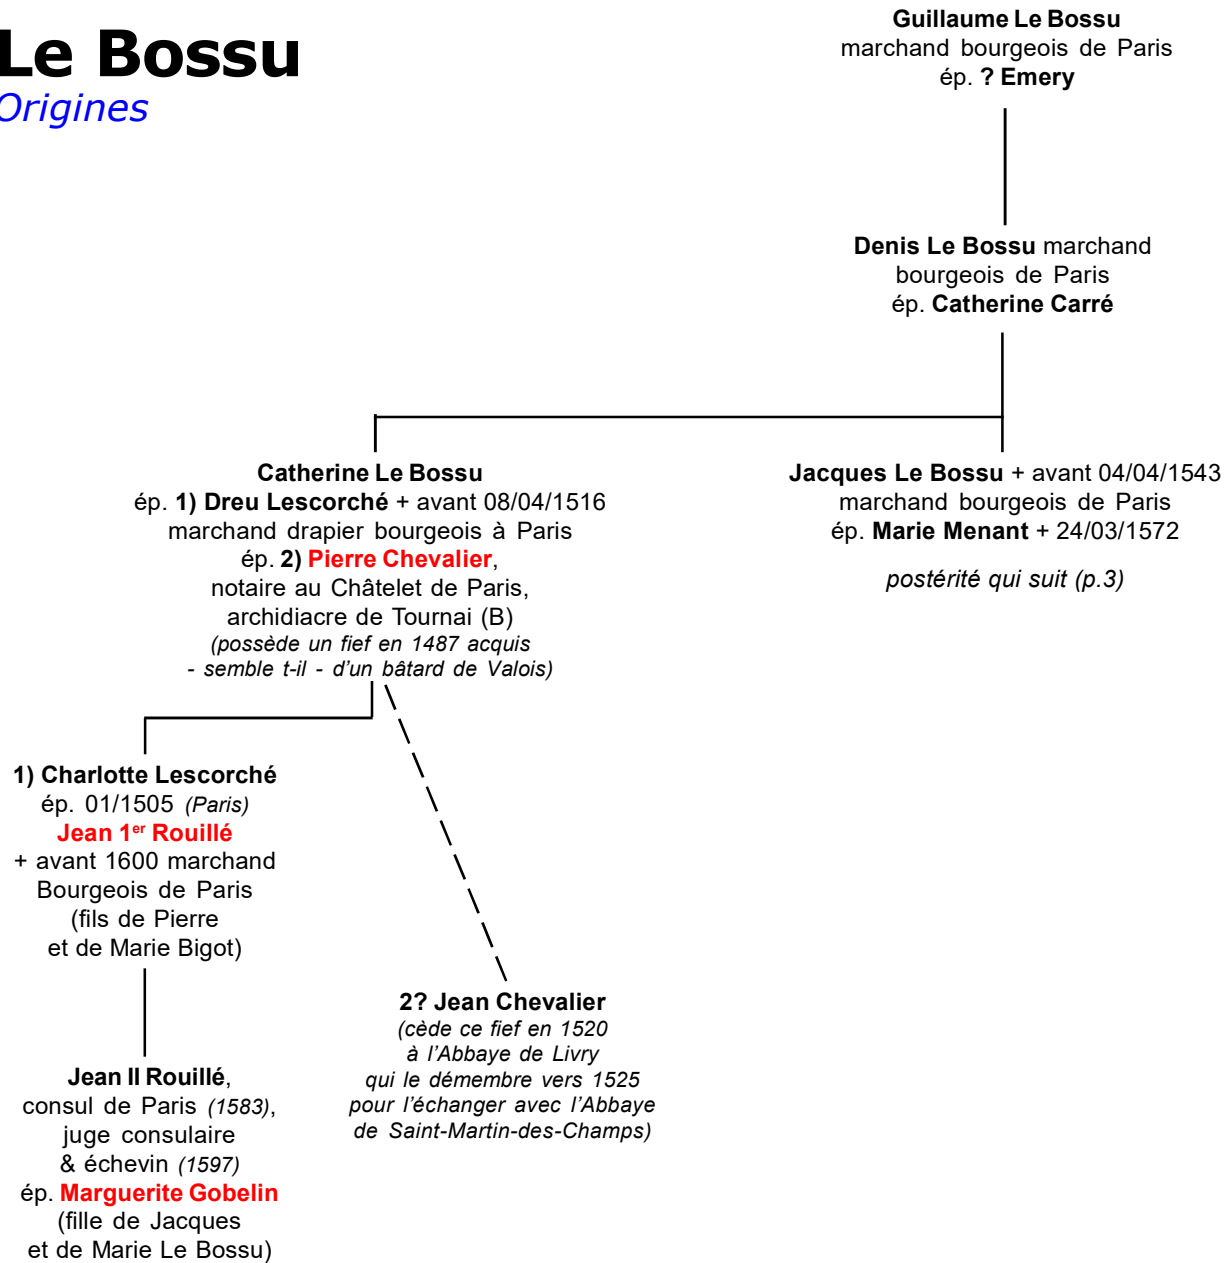 Le Bossu
Origines
Guillaume Le Bossu
marchand bourgeois de Paris
ép. ? Emery
Denis Le Bossu marchand
bourgeois de Paris
ép. Catherine Carré
Catherine Le Bossu
ép. 1) Dreu Lescorché + avant 08/04/1516
marchand drapier bourgeois à Paris
ép. 2) Pierre Chevalier,
notaire au Châtelet de Paris,
archidiacre de Tournai (B)
(possède un fief en 1487 acquis
- semble t-il - d'un bâtard de Valois)
Jacques Le Bossu + avant 04/04/1543
marchand bourgeois de Paris
ép. Marie Menant + 24/03/1572
postérité qui suit (p.3)
1) Charlotte Lescorché
ép. 01/1505 (Paris)
Jean 1er Rouillé
+ avant 1600 marchand
Bourgeois de Paris
(fils de Pierre
et de Marie Bigot)
2? Jean Chevalier
(cède ce fief en 1520
à l'Abbaye de Livry
qui le démembre vers 1525
pour l'échanger avec l'Abbaye
de Saint-Martin-des-Champs)
Jean II Rouillé,
consul de Paris (1583),
juge consulaire
& échevin (1597)
ép. Marguerite Gobelin
(fille de Jacques
et de Marie Le Bossu)